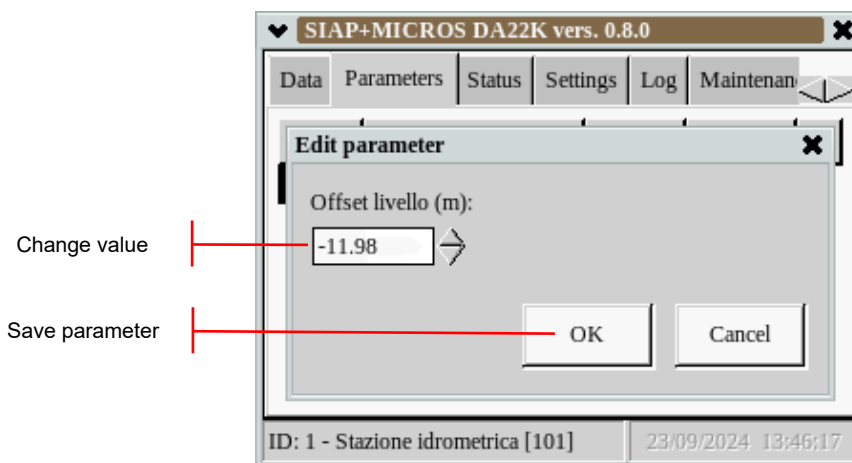 SIAP+MICROS DA22K vers. 0.8.0
Data Parameters Status Settings Log Maintenan
Edit parameter
Offset livello (m):
Change value
-11.98
Save parameter
OK Cancel
ID: 1 - Stazione idrometrica [101] 23/09/2024 13:46:17